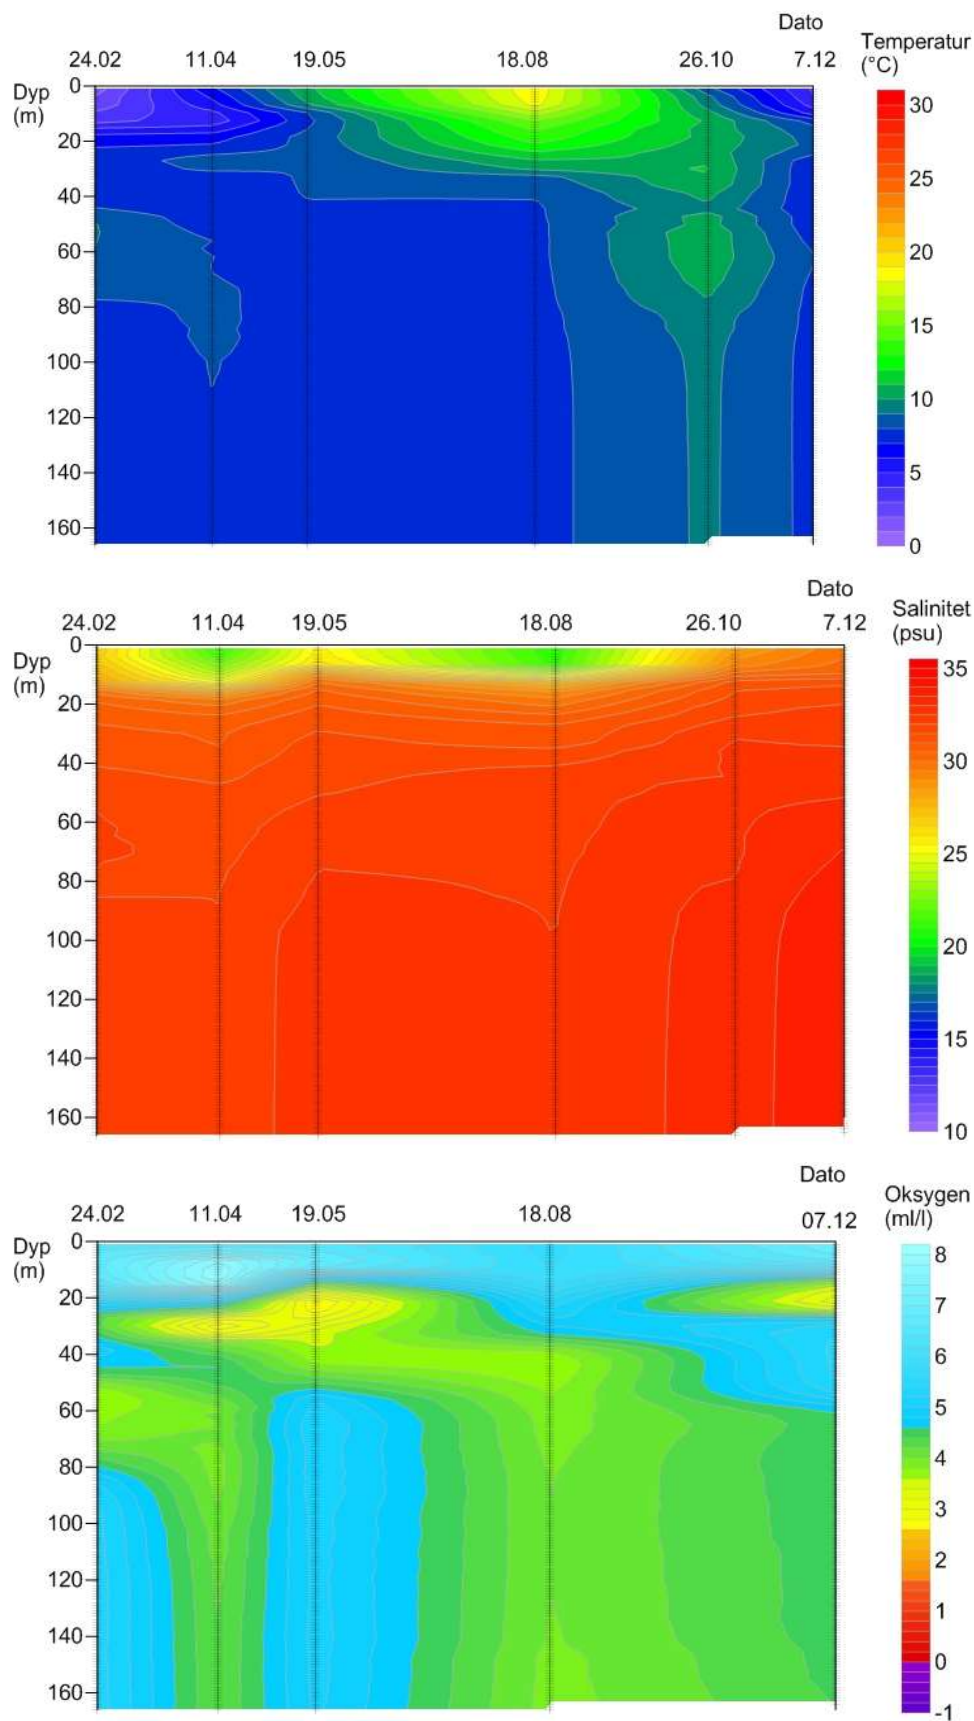 Dato
24.02 11.04 19.05 18.08 26.10 7.12
Temperatur
(°C)
Dyp
(m)
0
20
40
60
80
100
120
140
160
30
25
20
15
10
5
0
Dato
24.02 11.04 19.05 18.08 26.10 7.12
Salinitet
(psu)
Dyp
(m)
0
20
40
60
80
100
120
140
160
35
30
25
20
15
10
Dato
24.02 11.04 19.05 18.08 07.12
Oksygen
(ml/l)
Dyp
(m)
0
20
40
60
80
100
120
140
160
8
7
6
5
4
3
2
1
0
-1